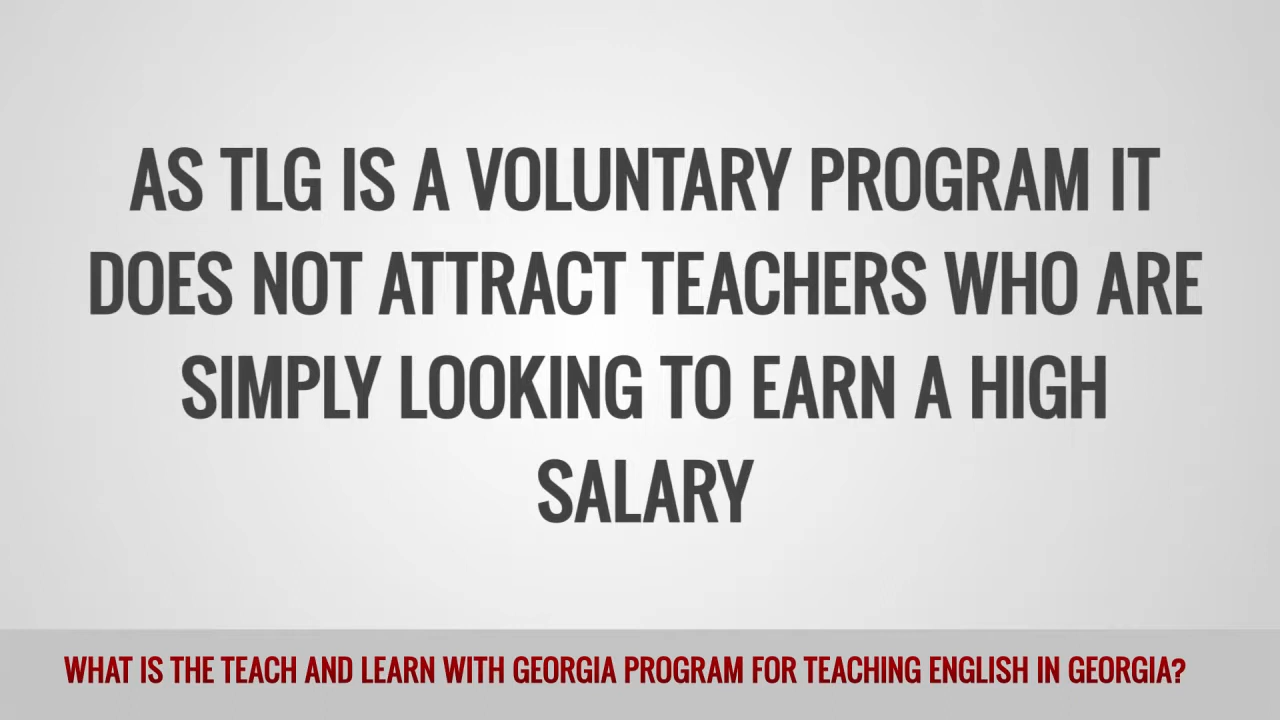 AS TLG IS A VOLUNTARY PROGRAM IT
DOES NOT ATTRACT TEACHERS WHO ARE
SIMPLY LOOKING TO EARN A HIGH
SALARY
WHAT IS THE TEACH AND LEARN WITH GEORGIA PROGRAM FOR TEACHING ENGLISH IN GEORGIA?